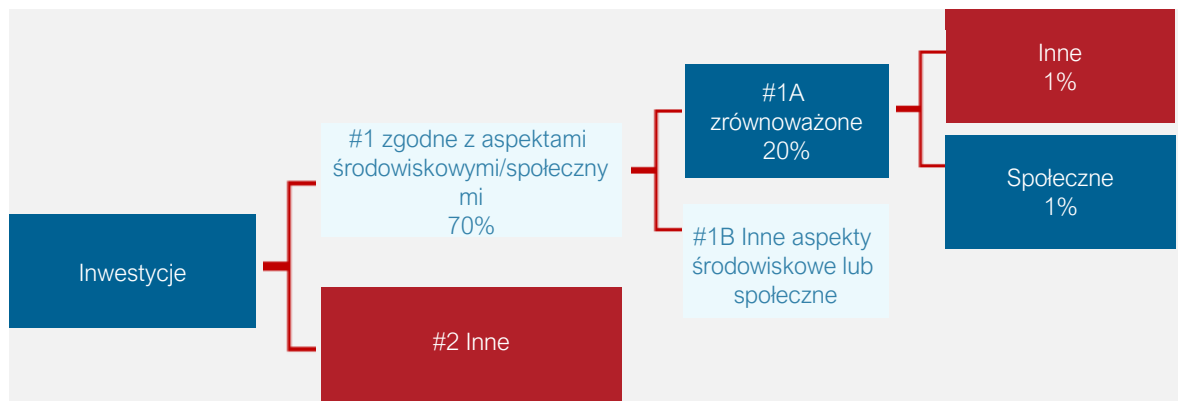 Inwestycje
#1 zgodne z aspektami
środowiskowymi/społeczny
mi
70%
#2 Inne
#1A
zrównoważone
20%
#1B Inne aspekty
środowiskowe lub
społeczne
Inne
1%
Społeczne
1%